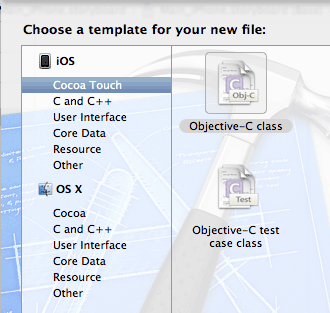 Choose a template for your new file:
iOS
Cocoa Touch
C and C++
User Interface
Core Data
Resource
Other
OS X
Cocoa
C and C++
User Interface
Core Data
Resource
Other
C
Obj-C
Objective-C class
C
Test
Objective-C test
case class